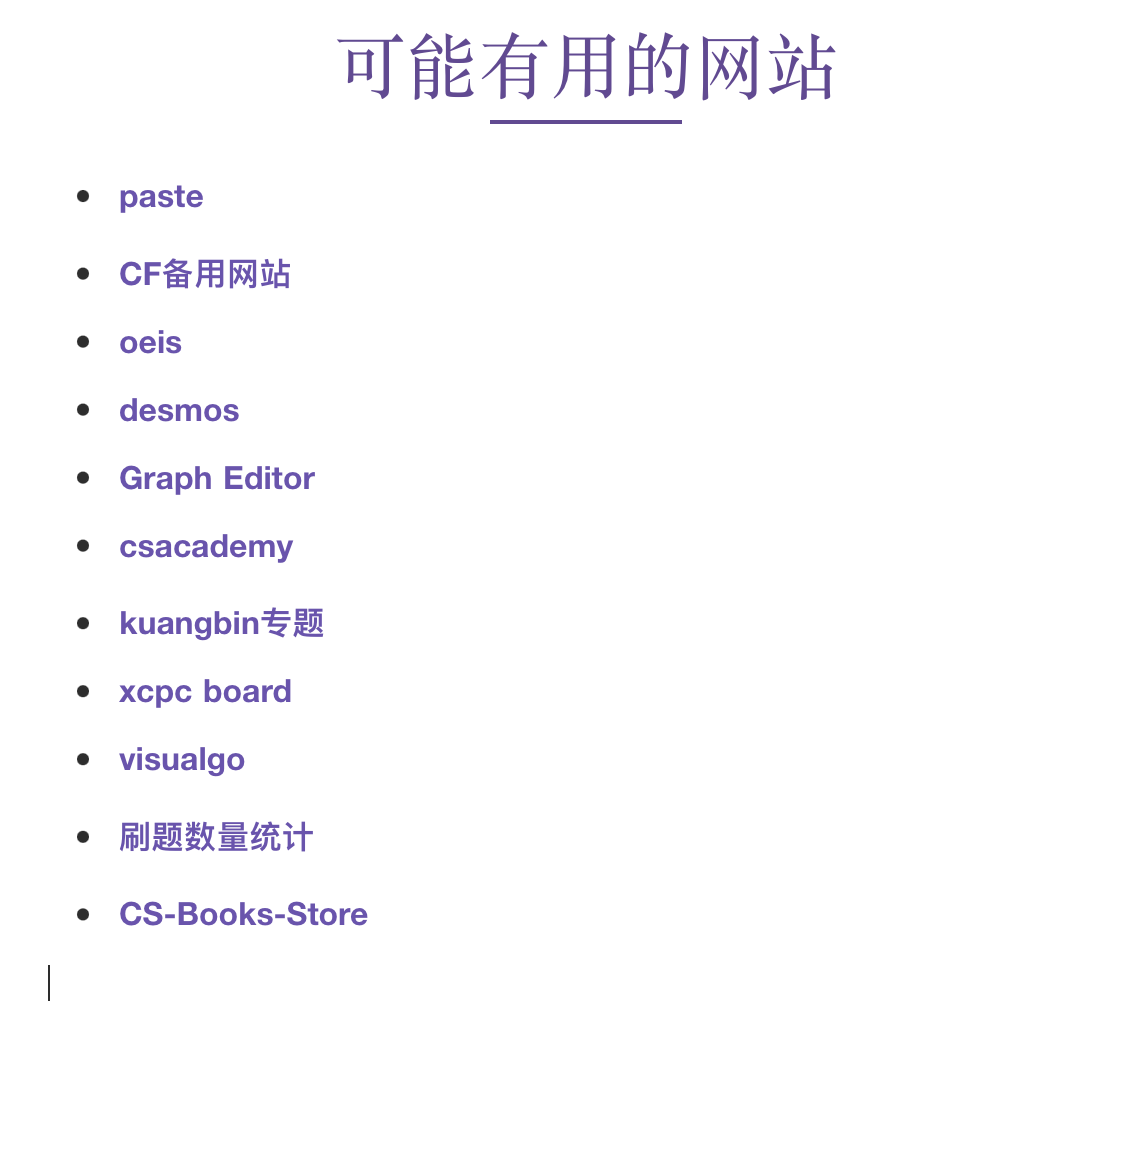 可能有用的网站
paste
CF备用网站
oeis
desmos
Graph Editor
csacademy
kuangbin专题
xcpc board
visualgo
刷题数量统计
CS-Books-Store